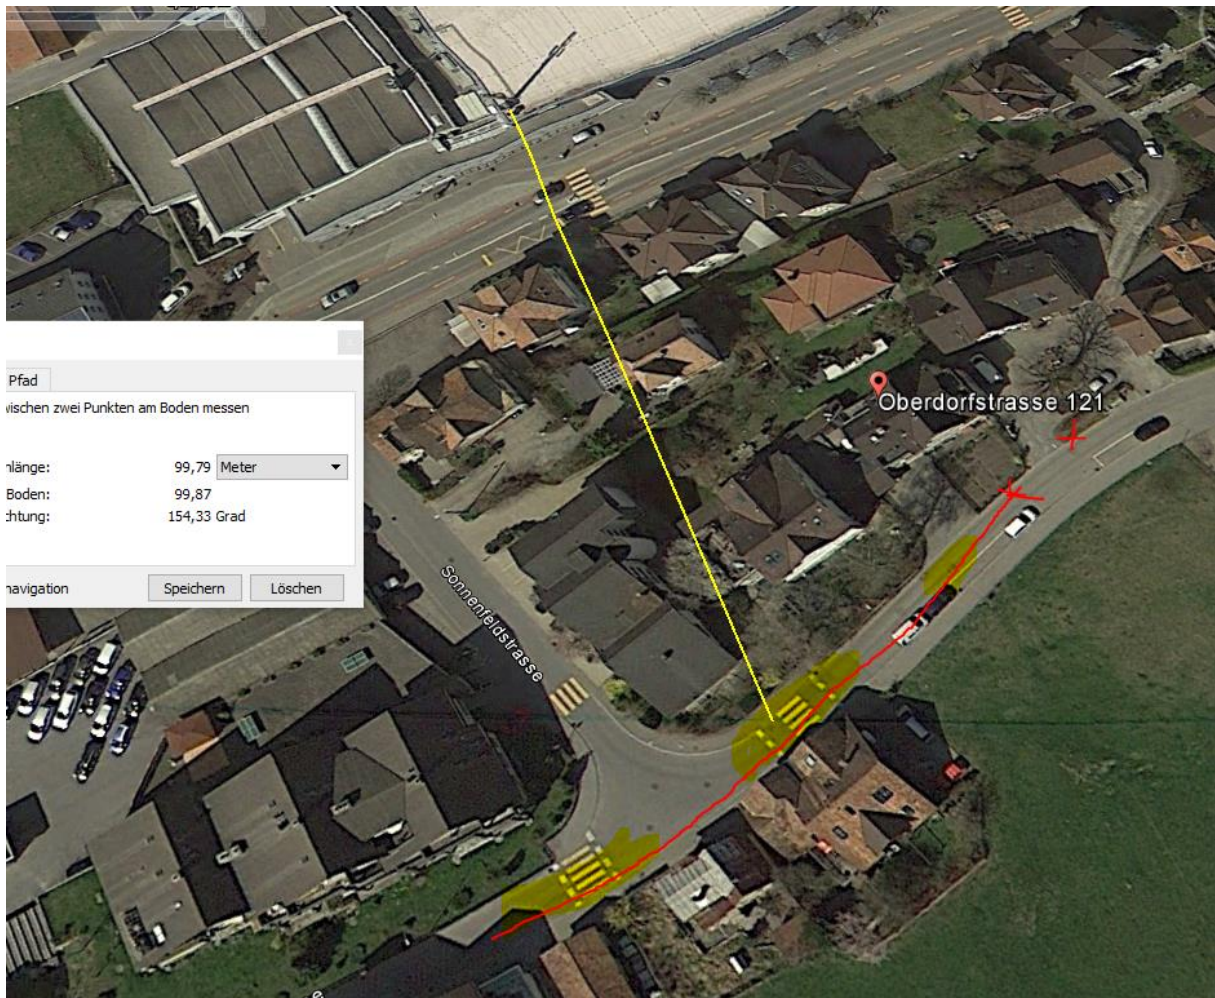 Pfad
wischen zwei Punkten am Boden messen
nlänge: 99,79 Meter
Boden: 99,87
chtung: 154,33 Grad
navigation Speichern Löschen
Oberdorfstrasse 121
Sonnenfeldstrasse